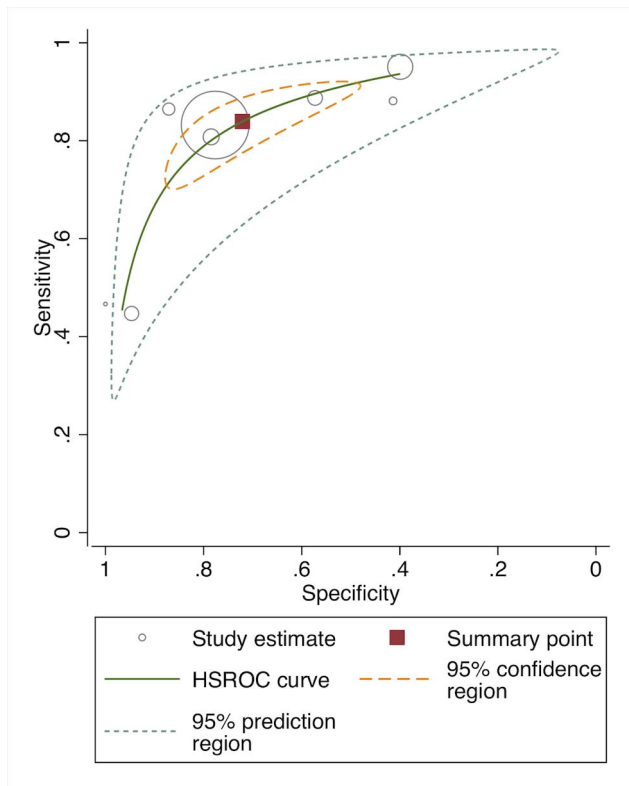 Sensitivity
1
.8
.6
.4
.2
0
1 .8 .6 .4 .2 0
Specificity
Study estimate Summary point
HSROC curve 95% confidence
region
95% prediction
region